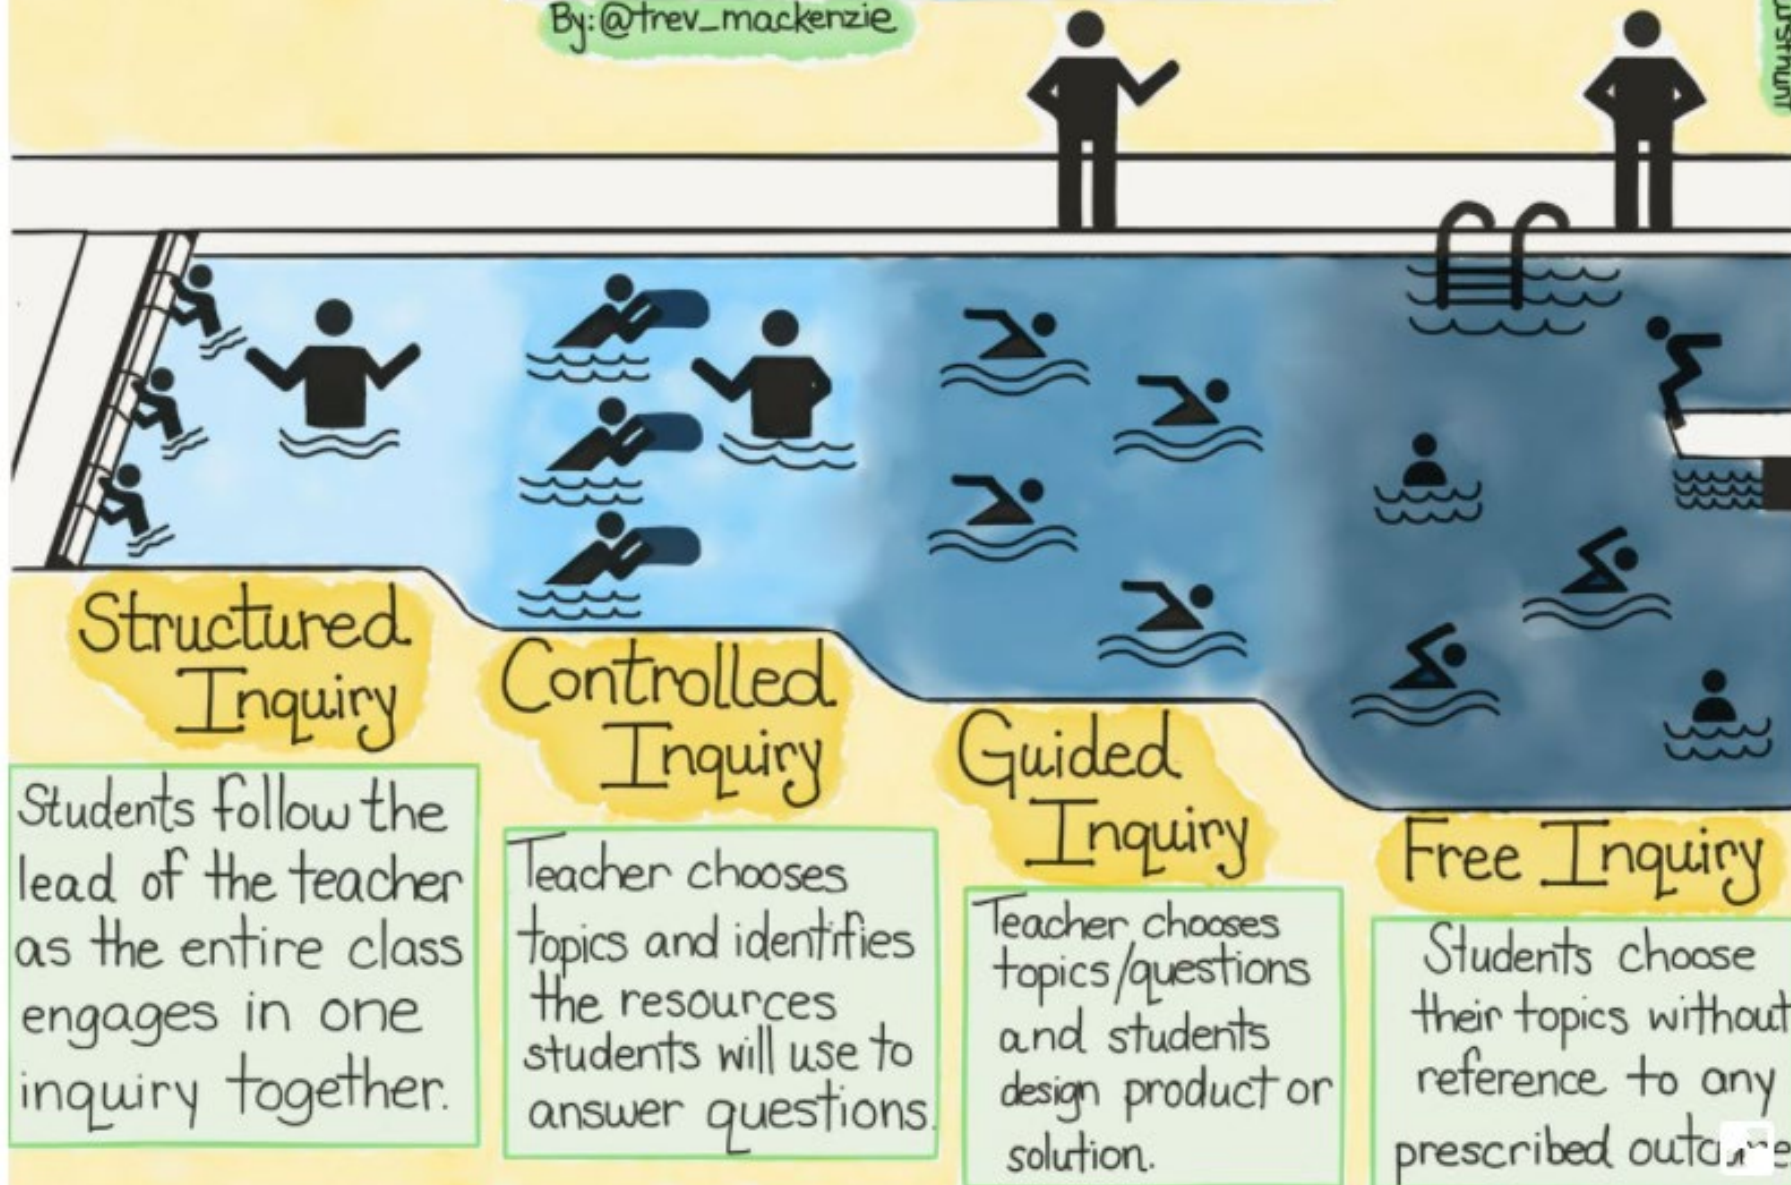 By:@trev_mackenzie
Structured
Inquiry
Students follow the
lead of the teacher
as the entire class
engages in one
inquiry together.
Controlled
Inquiry
Teacher chooses
topics and identifies
the resources
students will use to
answer questions.
Guided
Inquiry
Teacher chooses
topics/questions
and students
design product or
solution.
Free Inquiry
Students choose
their topics without
reference to any
prescribed outcome